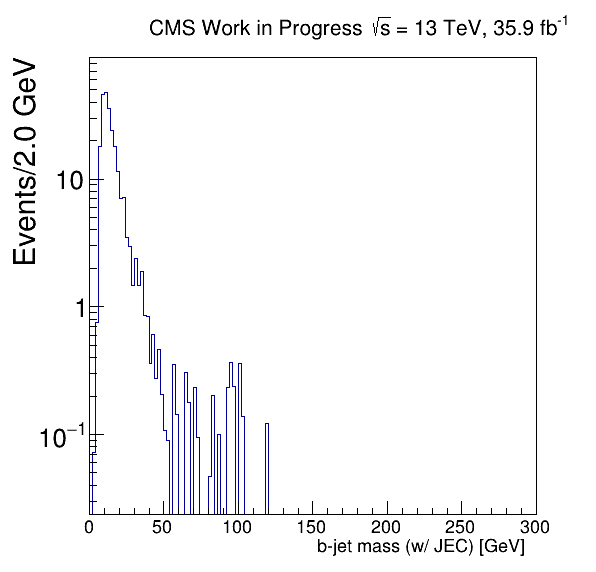 CMS Work in Progress √s = 13 TeV, 35.9 fb⁻¹
Events/2.0 GeV
10
1
10⁻¹
0 50 100 150 200 250 300
b-jet mass (w/ JEC) [GeV]